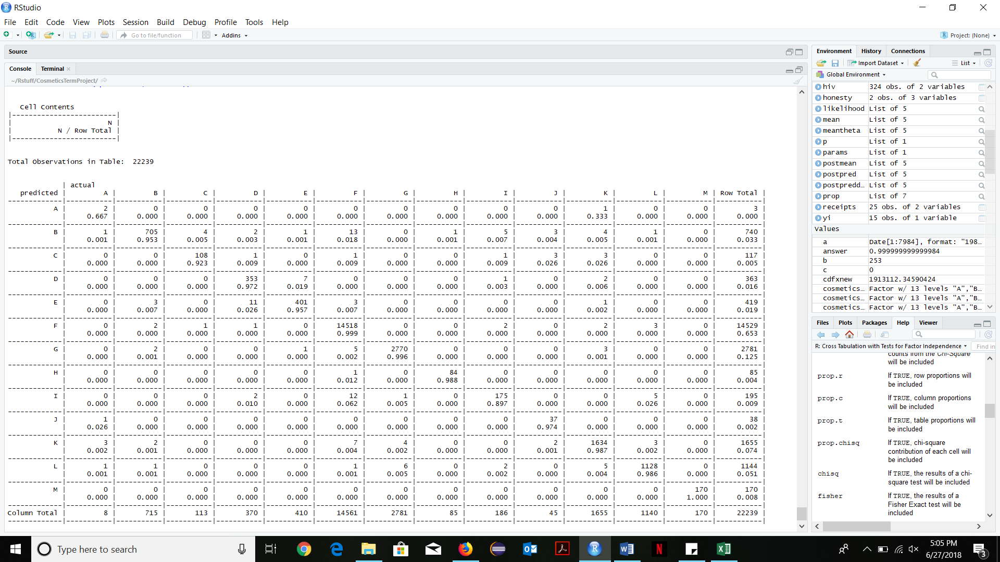 RStudio
File Edit Code View Plots Session Build Debug Profile Tools Help
Go to file/function Addins Project: (None)
Source
Console Terminal
~/Rstuff/CosmeticsTermProject/
Cell Contents
|-------------------------|
| N |
| N / Row Total |
|-------------------------|
Total Observations in Table: 22239
| actual
predicted | A | B | C | D | E | F | G | H | I | J | K | L | M | Row Total |
A | 2 | 0 | 0 | 0 | 0 | 0 | 0 | 0 | 0 | 0 | 1 | 0 | 0 | 3 |
| 0.667 | 0.000 | 0.000 | 0.000 | 0.000 | 0.000 | 0.000 | 0.000 | 0.000 | 0.000 | 0.333 | 0.000 | 0.000 | 0.000 |
B | 1 | 705 | 4 | 2 | 1 | 13 | 0 | 1 | 5 | 3 | 4 | 1 | 0 | 740 |
| 0.001 | 0.953 | 0.005 | 0.003 | 0.001 | 0.018 | 0.000 | 0.001 | 0.007 | 0.004 | 0.005 | 0.001 | 0.000 | 0.033 |
C | 0 | 0 | 108 | 1 | 0 | 1 | 0 | 0 | 1 | 3 | 3 | 0 | 0 | 117 |
| 0.000 | 0.000 | 0.923 | 0.009 | 0.000 | 0.009 | 0.000 | 0.000 | 0.009 | 0.026 | 0.026 | 0.000 | 0.000 | 0.005 |
D | 0 | 0 | 0 | 353 | 7 | 0 | 0 | 0 | 1 | 0 | 2 | 0 | 0 | 363 |
| 0.000 | 0.000 | 0.000 | 0.972 | 0.019 | 0.000 | 0.000 | 0.000 | 0.003 | 0.000 | 0.006 | 0.000 | 0.000 | 0.016 |
E | 0 | 3 | 0 | 11 | 401 | 3 | 0 | 0 | 0 | 0 | 1 | 0 | 0 | 419 |
| 0.000 | 0.007 | 0.000 | 0.026 | 0.957 | 0.007 | 0.000 | 0.000 | 0.000 | 0.000 | 0.002 | 0.000 | 0.000 | 0.019 |
F | 0 | 2 | 1 | 1 | 0 | 14518 | 0 | 0 | 2 | 0 | 2 | 3 | 0 | 14529 |
| 0.000 | 0.000 | 0.000 | 0.000 | 0.000 | 0.999 | 0.000 | 0.000 | 0.000 | 0.000 | 0.000 | 0.000 | 0.000 | 0.653 |
G | 0 | 2 | 0 | 0 | 1 | 5 | 2770 | 0 | 0 | 0 | 3 | 0 | 0 | 2781 |
| 0.000 | 0.001 | 0.000 | 0.000 | 0.000 | 0.002 | 0.996 | 0.000 | 0.000 | 0.000 | 0.001 | 0.000 | 0.000 | 0.125 |
H | 0 | 0 | 0 | 0 | 0 | 1 | 0 | 84 | 0 | 0 | 0 | 0 | 0 | 85 |
| 0.000 | 0.000 | 0.000 | 0.000 | 0.000 | 0.012 | 0.000 | 0.988 | 0.000 | 0.000 | 0.000 | 0.000 | 0.000 | 0.004 |
I | 0 | 0 | 0 | 2 | 0 | 12 | 1 | 0 | 175 | 0 | 0 | 5 | 0 | 195 |
| 0.000 | 0.000 | 0.000 | 0.010 | 0.000 | 0.062 | 0.005 | 0.000 | 0.897 | 0.000 | 0.000 | 0.026 | 0.000 | 0.009 |
J | 1 | 0 | 0 | 0 | 0 | 0 | 0 | 0 | 0 | 37 | 0 | 0 | 0 | 38 |
| 0.026 | 0.000 | 0.000 | 0.000 | 0.000 | 0.000 | 0.000 | 0.000 | 0.000 | 0.974 | 0.000 | 0.000 | 0.000 | 0.002 |
K | 3 | 2 | 0 | 0 | 0 | 7 | 4 | 0 | 0 | 2 | 1634 | 3 | 0 | 1655 |
| 0.002 | 0.001 | 0.000 | 0.000 | 0.000 | 0.004 | 0.002 | 0.000 | 0.000 | 0.001 | 0.987 | 0.002 | 0.000 | 0.074 |
L | 1 | 1 | 0 | 0 | 0 | 1 | 6 | 0 | 2 | 0 | 5 | 1128 | 0 | 1144 |
| 0.001 | 0.001 | 0.000 | 0.000 | 0.000 | 0.001 | 0.005 | 0.000 | 0.002 | 0.000 | 0.004 | 0.986 | 0.000 | 0.051 |
M | 0 | 0 | 0 | 0 | 0 | 0 | 0 | 0 | 0 | 0 | 0 | 0 | 170 | 170 |
| 0.000 | 0.000 | 0.000 | 0.000 | 0.000 | 0.000 | 0.000 | 0.000 | 0.000 | 0.000 | 0.000 | 0.000 | 1.000 | 0.008 |
Column Total | 8 | 715 | 113 | 370 | 410 | 14561 | 2781 | 85 | 186 | 45 | 1655 | 1140 | 170 | 22239 |
Environment History Connections
Import Dataset List
Global Environment
hiv 324 obs. of 2 variables
honesty 2 obs. of 3 variables
likelihood List of 5
mean List of 5
meantheta List of 5
p List of 1
params List of 1
postmean List of 5
postpred List of 5
postpredd… List of 5
prop List of 7
receipts 25 obs. of 2 variables
yi 15 obs. of 1 variable
Values
a Date[1:7984], format: "198…
answer 0.999999999999984
b 253
c 0
cdfxnew 1913112.34590424
cosmetics… Factor w/ 13 levels "A","B…
cosmetics… Factor w/ 13 levels "A","B…
cosmetics… Factor w/ 13 levels "A","B…
Files Plots Packages Help Viewer
R: Cross Tabulation with Tests for Factor Independence Find in
counts from the Chi-Square
will be included
prop.r If TRUE, row proportions will
be included
prop.c If TRUE, column proportions
will be included
prop.t If TRUE, table proportions will
be included
prop.chisq If TRUE, chi-square
contribution of each cell will
be included
chisq If TRUE, the results of a chi-
square test will be included
fisher If TRUE, the results of a
Fisher Exact test will be
included
Type here to search
5:05 PM
6/27/2018
3